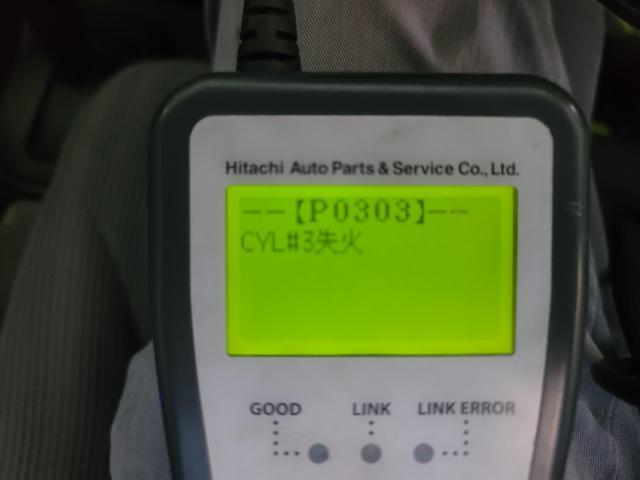 Hitachi Auto Parts & Service Co., Ltd.
--【P0303】--
CYL#3失火
GOOD LINK LINK ERROR